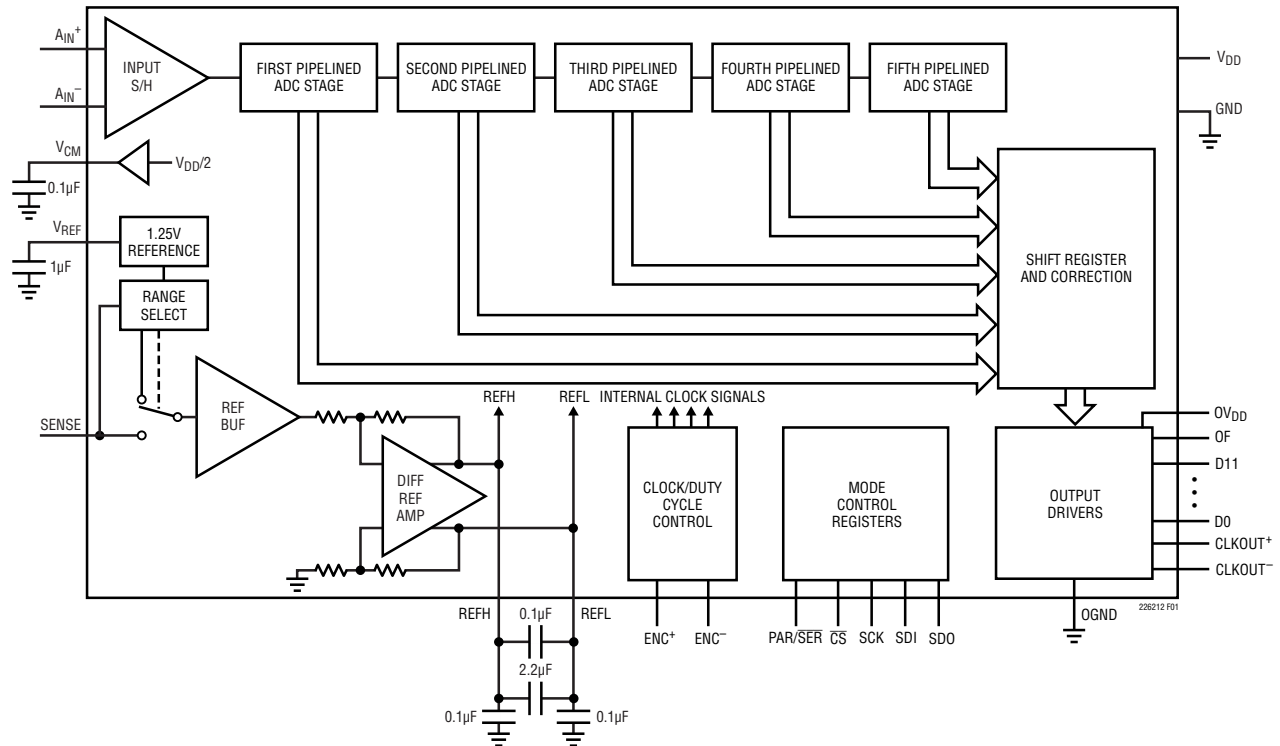 AIN+
AIN−
INPUT
S/H
FIRST PIPELINED
ADC STAGE
SECOND PIPELINED
ADC STAGE
THIRD PIPELINED
ADC STAGE
FOURTH PIPELINED
ADC STAGE
FIFTH PIPELINED
ADC STAGE
VDD
GND
VCM
VDD/2
0.1µF
VREF
1.25V
REFERENCE
1µF
RANGE
SELECT
SHIFT REGISTER
AND CORRECTION
SENSE
REF
BUF
REFH
REFL
INTERNAL CLOCK SIGNALS
DIFF
REF
AMP
CLOCK/DUTY
CYCLE
CONTROL
MODE
CONTROL
REGISTERS
OUTPUT
DRIVERS
OVDD
OF
D11
D0
CLKOUT+
CLKOUT−
226212 F01
OGND
REFH
0.1µF
REFL
2.2µF
0.1µF
0.1µF
ENC+
ENC−
PAR/S̅E̅R̅
C̅S̅
SCK
SDI
SDO